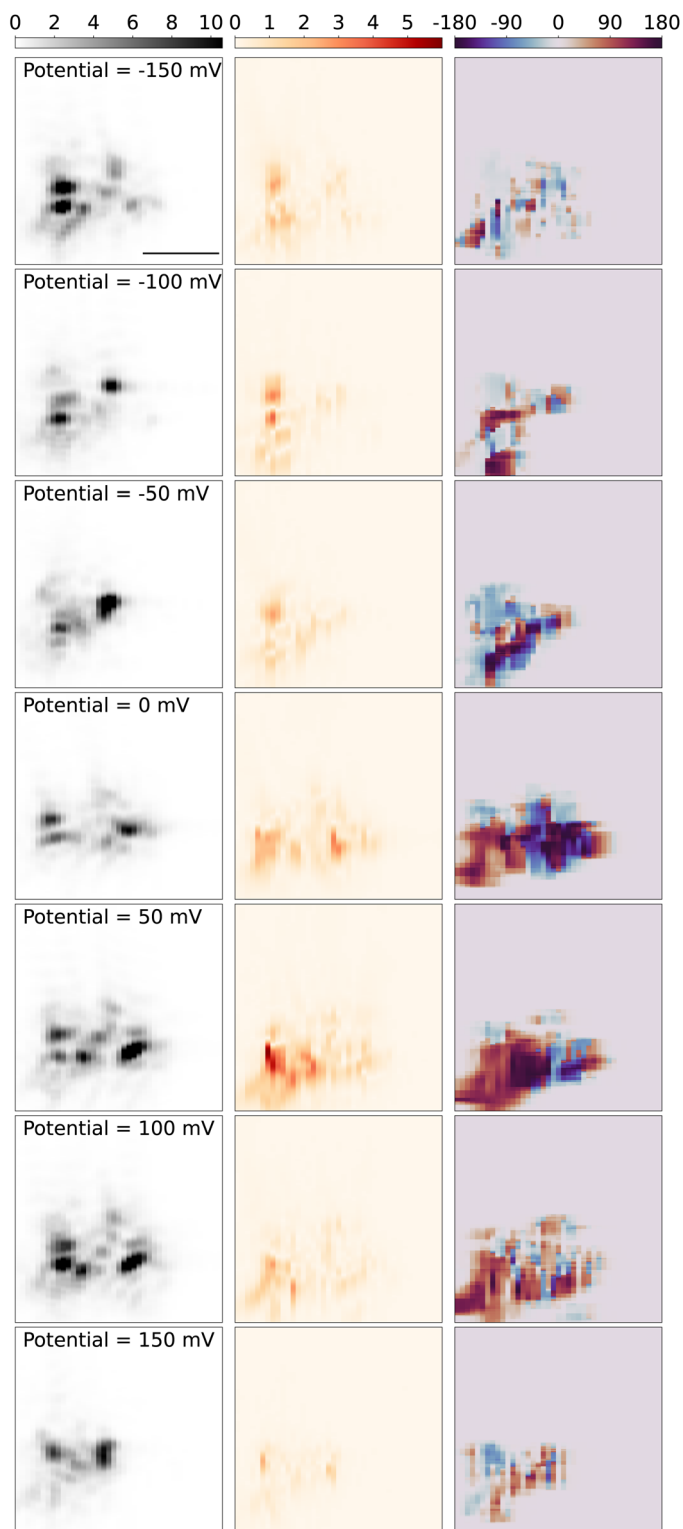 0 2 4 6 8 10 0 1 2 3 4 5 -180 -90 0 90 180
Potential = -150 mV
Potential = -100 mV
Potential = -50 mV
Potential = 0 mV
Potential = 50 mV
Potential = 100 mV
Potential = 150 mV